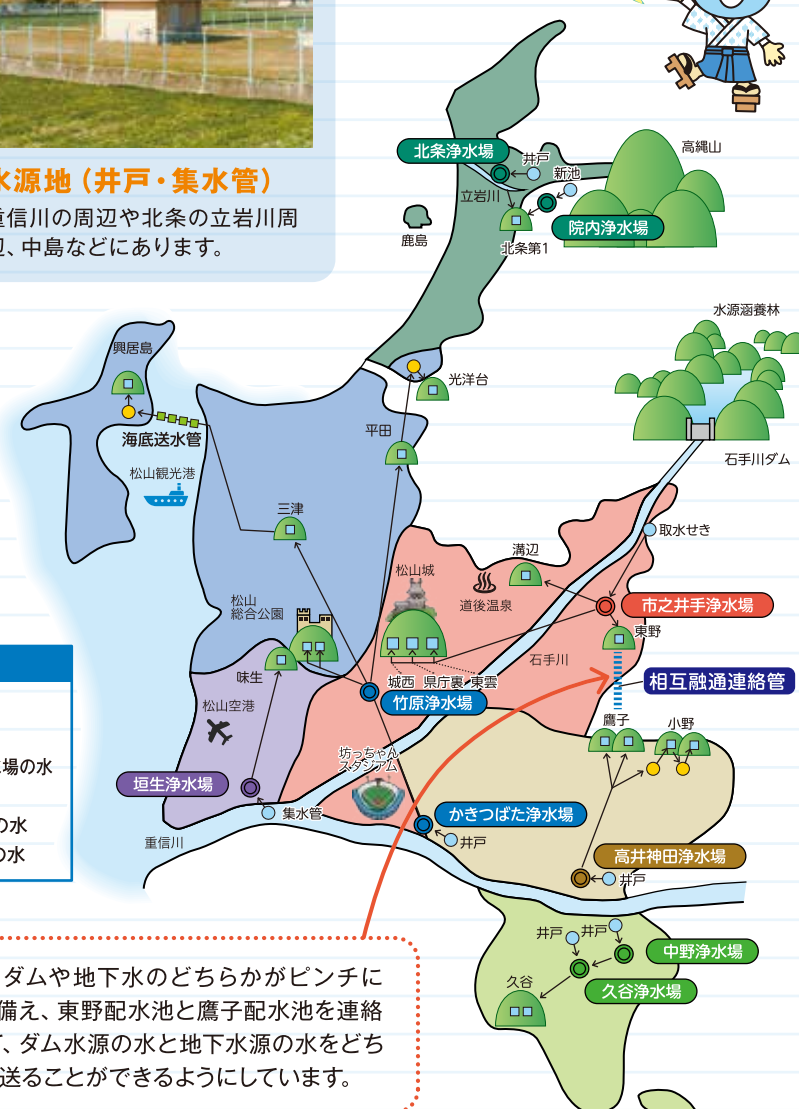 水源地（井戸・集水管）
重信川の周辺や北条の立岩川周
辺、中島などにあります。
北条浄水場
井戸
新池
高縄山
立岩川
院内浄水場
鹿島
北条第1
水源涵養林
興居島
光洋台
海底送水管
平田
松山観光港
石手川ダム
三津
取水せき
溝辺
松山城
道後温泉
市之井手浄水場
松山
総合公園
東野
石手川
味生
城西 県庁裏 東雲
相互融通連絡管
竹原浄水場
松山空港
鷹子
小野
坊っちゃん
スタジアム
場の水
垣生浄水場
集水管
かきつばた浄水場
の水
重信川
井戸
の水
高井神田浄水場
井戸
井戸
井戸
中野浄水場
久谷
久谷浄水場
ダムや地下水のどちらかがピンチに
備え、東野配水池と鷹子配水池を連絡
、ダム水源の水と地下水源の水をどち
送ることができるようにしています。